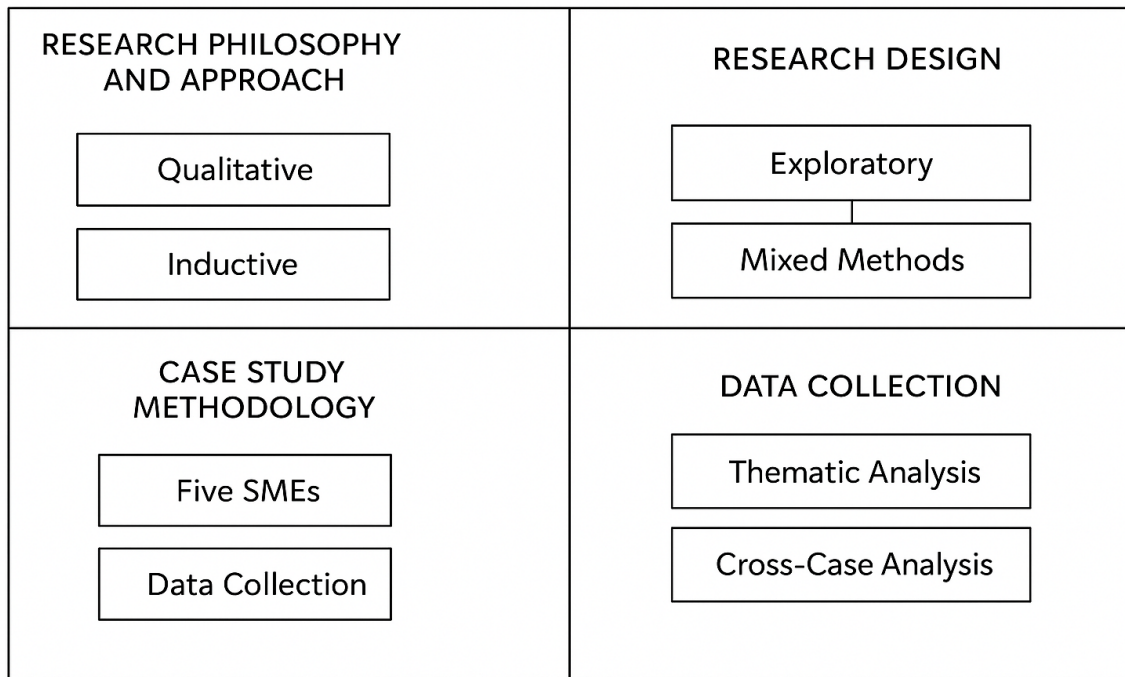 RESEARCH PHILOSOPHY
AND APPROACH
Qualitative
Inductive
RESEARCH DESIGN
Exploratory
Mixed Methods
CASE STUDY
METHODOLOGY
Five SMEs
Data Collection
DATA COLLECTION
Thematic Analysis
Cross-Case Analysis